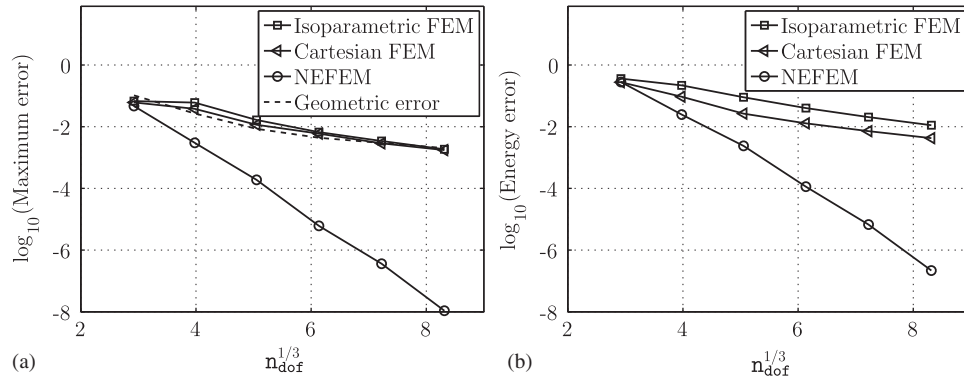 Isoparametric FEM
Cartesian FEM
NEFEM
Geometric error
log10(Maximum error)
0
-2
-4
-6
-8
2 4 6 8
n_dof^1/3
(a)
Isoparametric FEM
Cartesian FEM
NEFEM
log10(Energy error)
0
-2
-4
-6
-8
2 4 6 8
n_dof^1/3
(b)